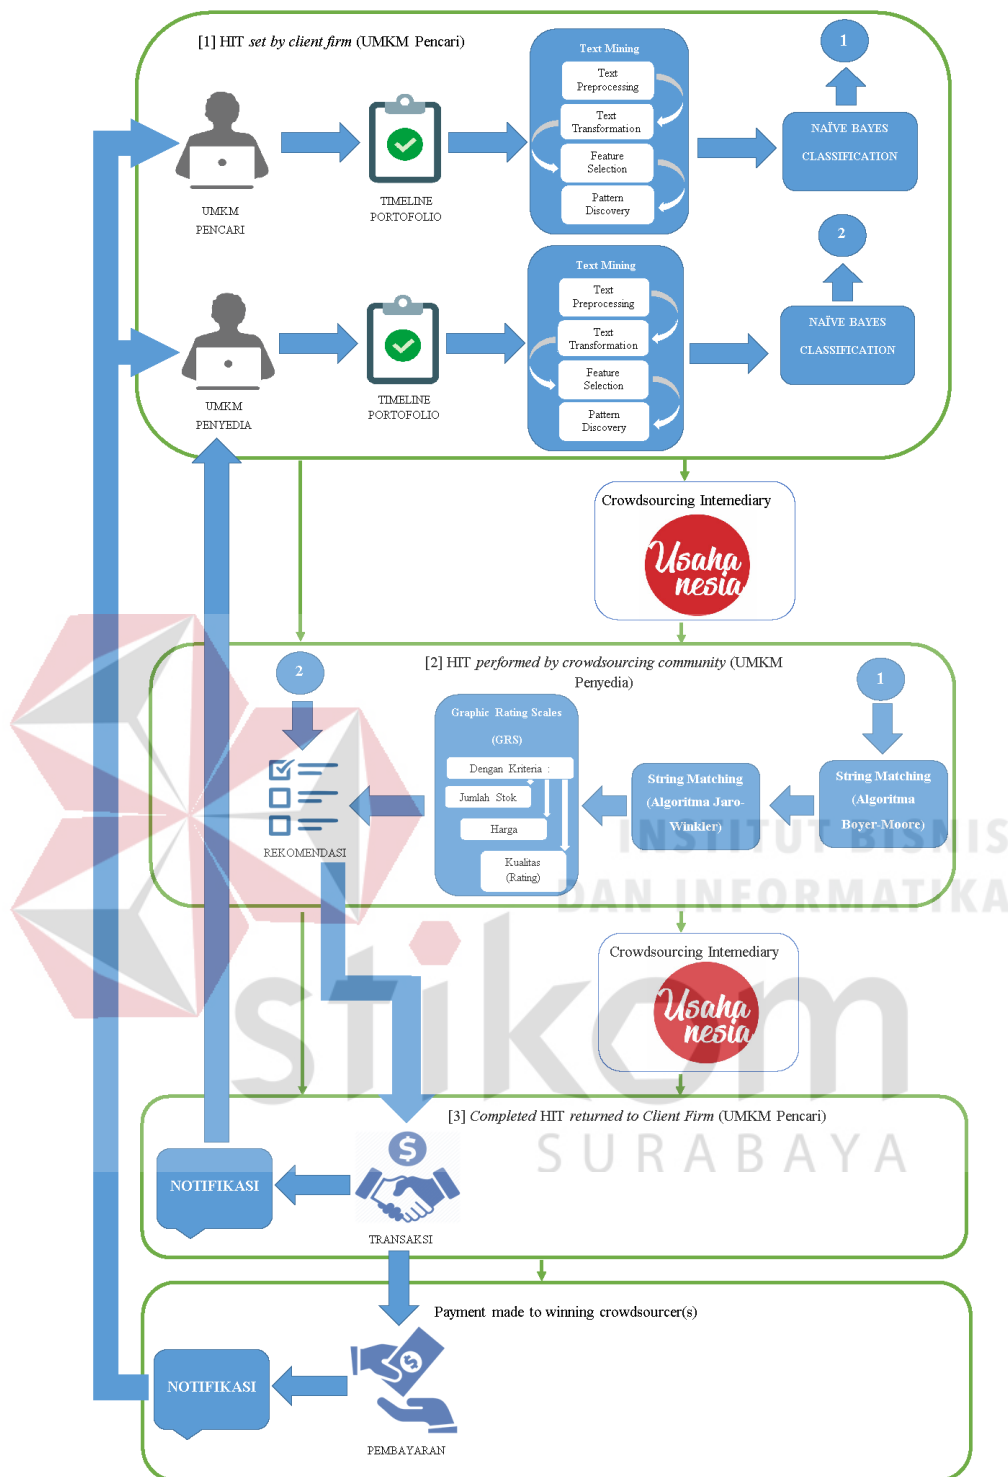 [1] HIT set by client firm (UMKM Pencari)
UMKM
PENCARI
TIMELINE
PORTOFOLIO
Text Mining
Text
Preprocessing
Text
Transformation
Feature
Selection
Pattern
Discovery
NAÏVE BAYES
CLASSIFICATION
1
UMKM
PENYEDIA
TIMELINE
PORTOFOLIO
Text Mining
Text
Preprocessing
Text
Transformation
Feature
Selection
Pattern
Discovery
NAÏVE BAYES
CLASSIFICATION
2
Crowdsourcing Intemediary
Usaha
nesia
[2] HIT performed by crowdsourcing community (UMKM
Penyedia)
2
REKOMENDASI
Graphic Rating Scales
(GRS)
Dengan Kriteria :
Jumlah Stok
Harga
Kualitas
(Rating)
String Matching
(Algoritma Jaro-
Winkler)
1
String Matching
(Algoritma
Boyer-Moore)
INSTITUT BISNIS
DAN INFORMATIKA
stikom
SURABAYA
Crowdsourcing Intemediary
Usaha
nesia
[3] Completed HIT returned to Client Firm (UMKM Pencari)
NOTIFIKASI
TRANSAKSI
Payment made to winning crowdsourcer(s)
NOTIFIKASI
PEMBAYARAN